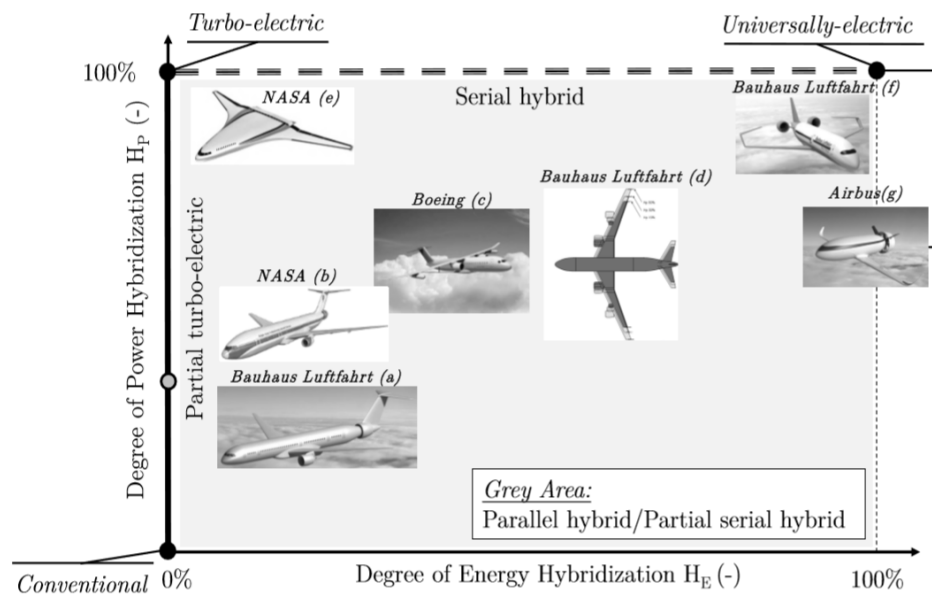 Turbo-electric
Universally-electric
100%
Serial hybrid
NASA (e)
Bauhaus Luftfahrt (f)
Bauhaus Luftfahrt (d)
Boeing (c)
Airbus(g)
NASA (b)
Bauhaus Luftfahrt (a)
Degree of Power Hybridization H_P (-)
Partial turbo-electric
Grey Area:
Parallel hybrid/Partial serial hybrid
Conventional
0%
Degree of Energy Hybridization H_E (-)
100%